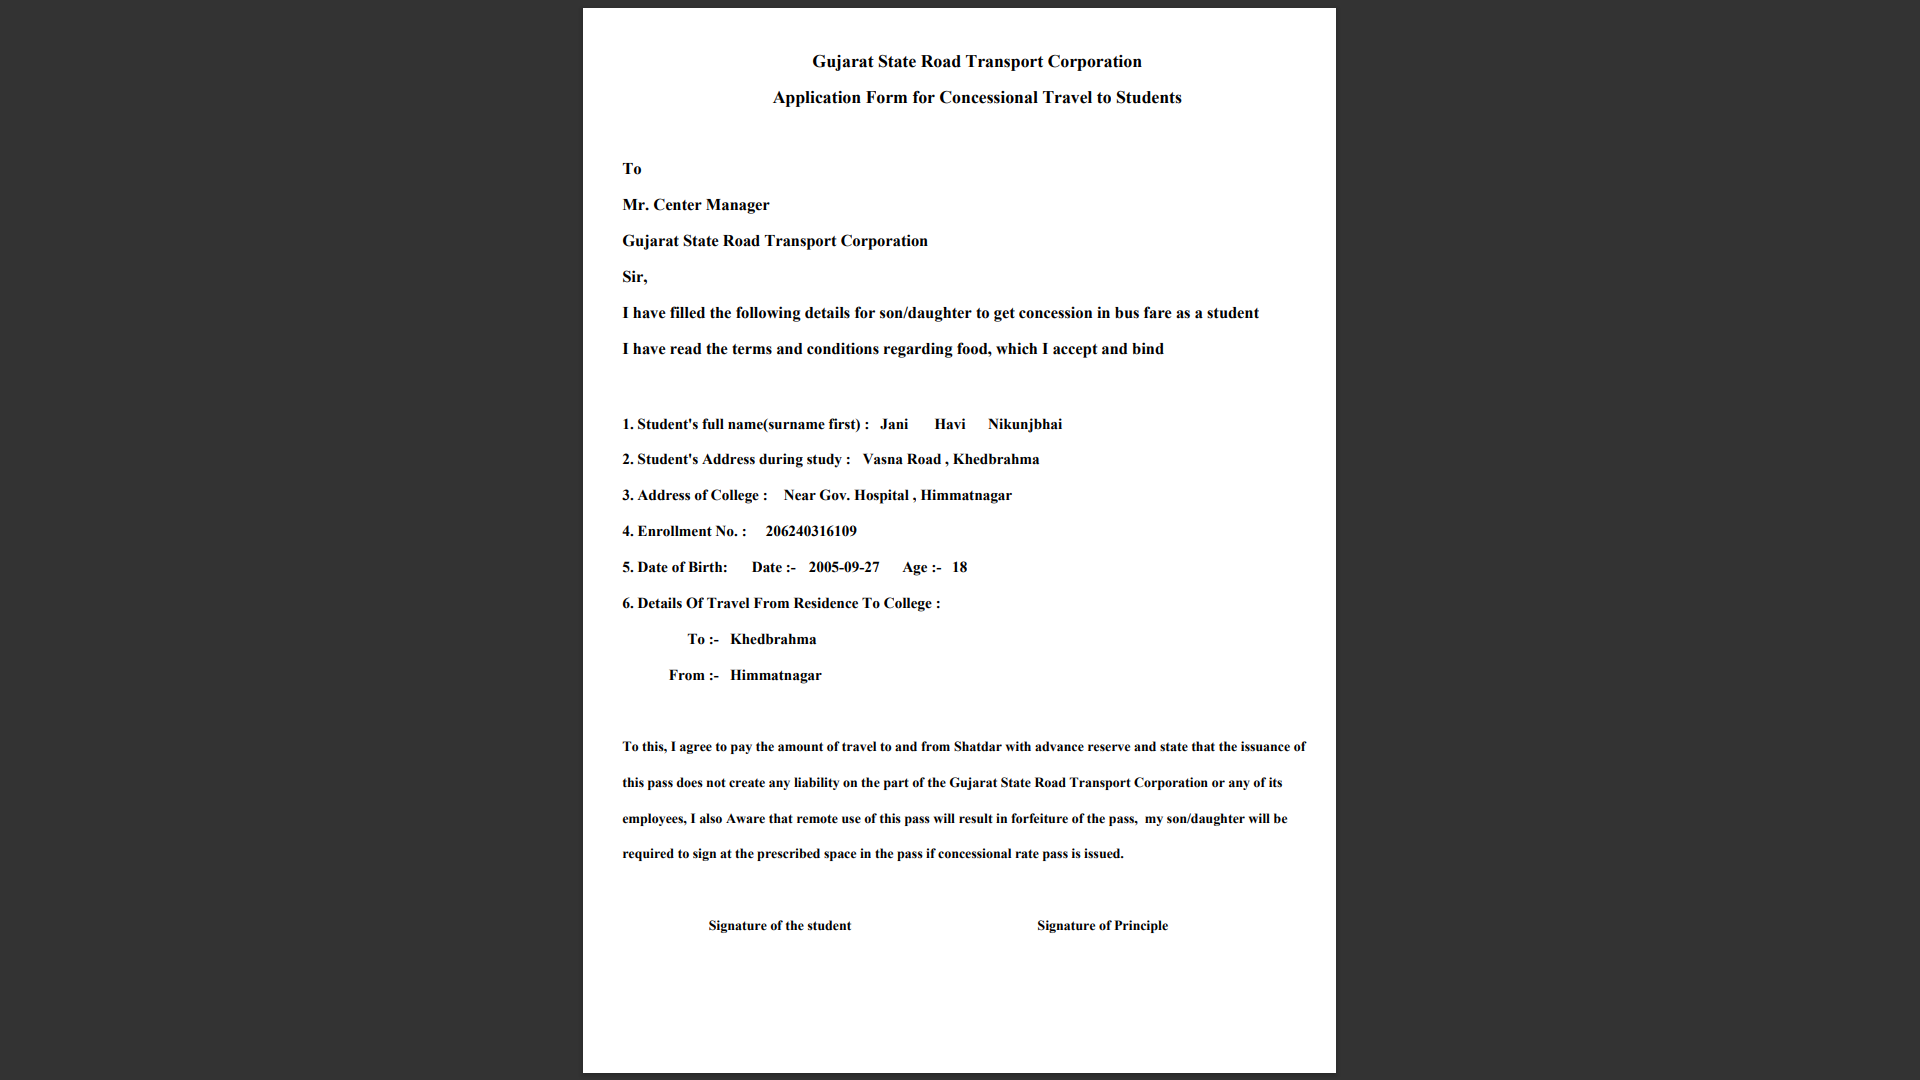 Gujarat State Road Transport Corporation
Application Form for Concessional Travel to Students
To
Mr. Center Manager
Gujarat State Road Transport Corporation
Sir,
I have filled the following details for son/daughter to get concession in bus fare as a student
I have read the terms and conditions regarding food, which I accept and bind
1. Student's full name(surname first) : Jani Havi Nikunjbhai
2. Student's Address during study : Vasna Road , Khedbrahma
3. Address of College : Near Gov. Hospital , Himmatnagar
4. Enrollment No. : 206240316109
5. Date of Birth: Date :- 2005-09-27 Age :- 18
6. Details Of Travel From Residence To College :
To :- Khedbrahma
From :- Himmatnagar
To this, I agree to pay the amount of travel to and from Shatdar with advance reserve and state that the issuance of
this pass does not create any liability on the part of the Gujarat State Road Transport Corporation or any of its
employees, I also Aware that remote use of this pass will result in forfeiture of the pass, my son/daughter will be
required to sign at the prescribed space in the pass if concessional rate pass is issued.
Signature of the student Signature of Principle